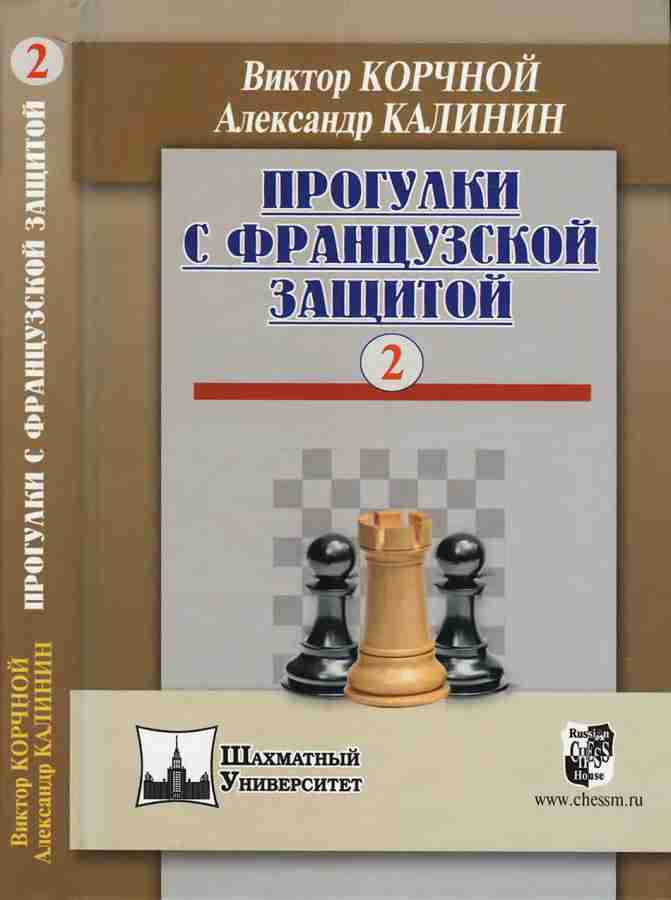 2
ПРОГУЛКИ С ФРАНЦУЗСКОЙ ЗАЩИТОЙ
Виктор КОРЧНОЙ
Александр КАЛИНИН
Виктор КОРЧНОЙ
Александр КАЛИНИН
ПРОГУЛКИ
С ФРАНЦУЗСКОЙ
ЗАЩИТОЙ
2
ШАХМАТНЫЙ
УНИВЕРСИТЕТ
Russian
CHESS
House
www.chessm.ru